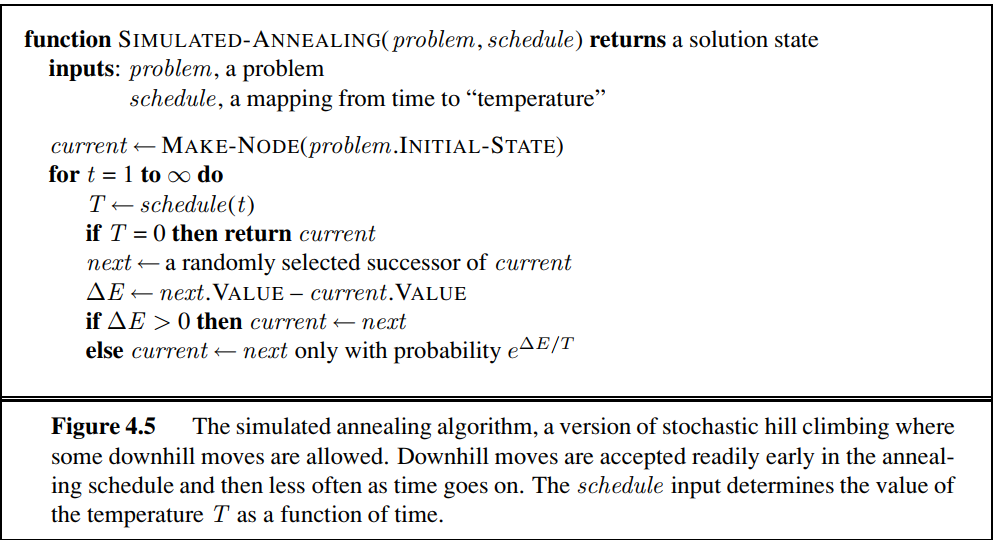 function SIMULATED-ANNEALING(problem, schedule) returns a solution state
inputs: problem, a problem
schedule, a mapping from time to “temperature”
current ← MAKE-NODE(problem.INITIAL-STATE)
for t = 1 to ∞ do
T ← schedule(t)
if T = 0 then return current
next ← a randomly selected successor of current
ΔE ← next.VALUE – current.VALUE
if ΔE > 0 then current ← next
else current ← next only with probability e^{ΔE/T}
Figure 4.5 The simulated annealing algorithm, a version of stochastic hill climbing where
some downhill moves are allowed. Downhill moves are accepted readily early in the anneal-
ing schedule and then less often as time goes on. The schedule input determines the value of
the temperature T as a function of time.